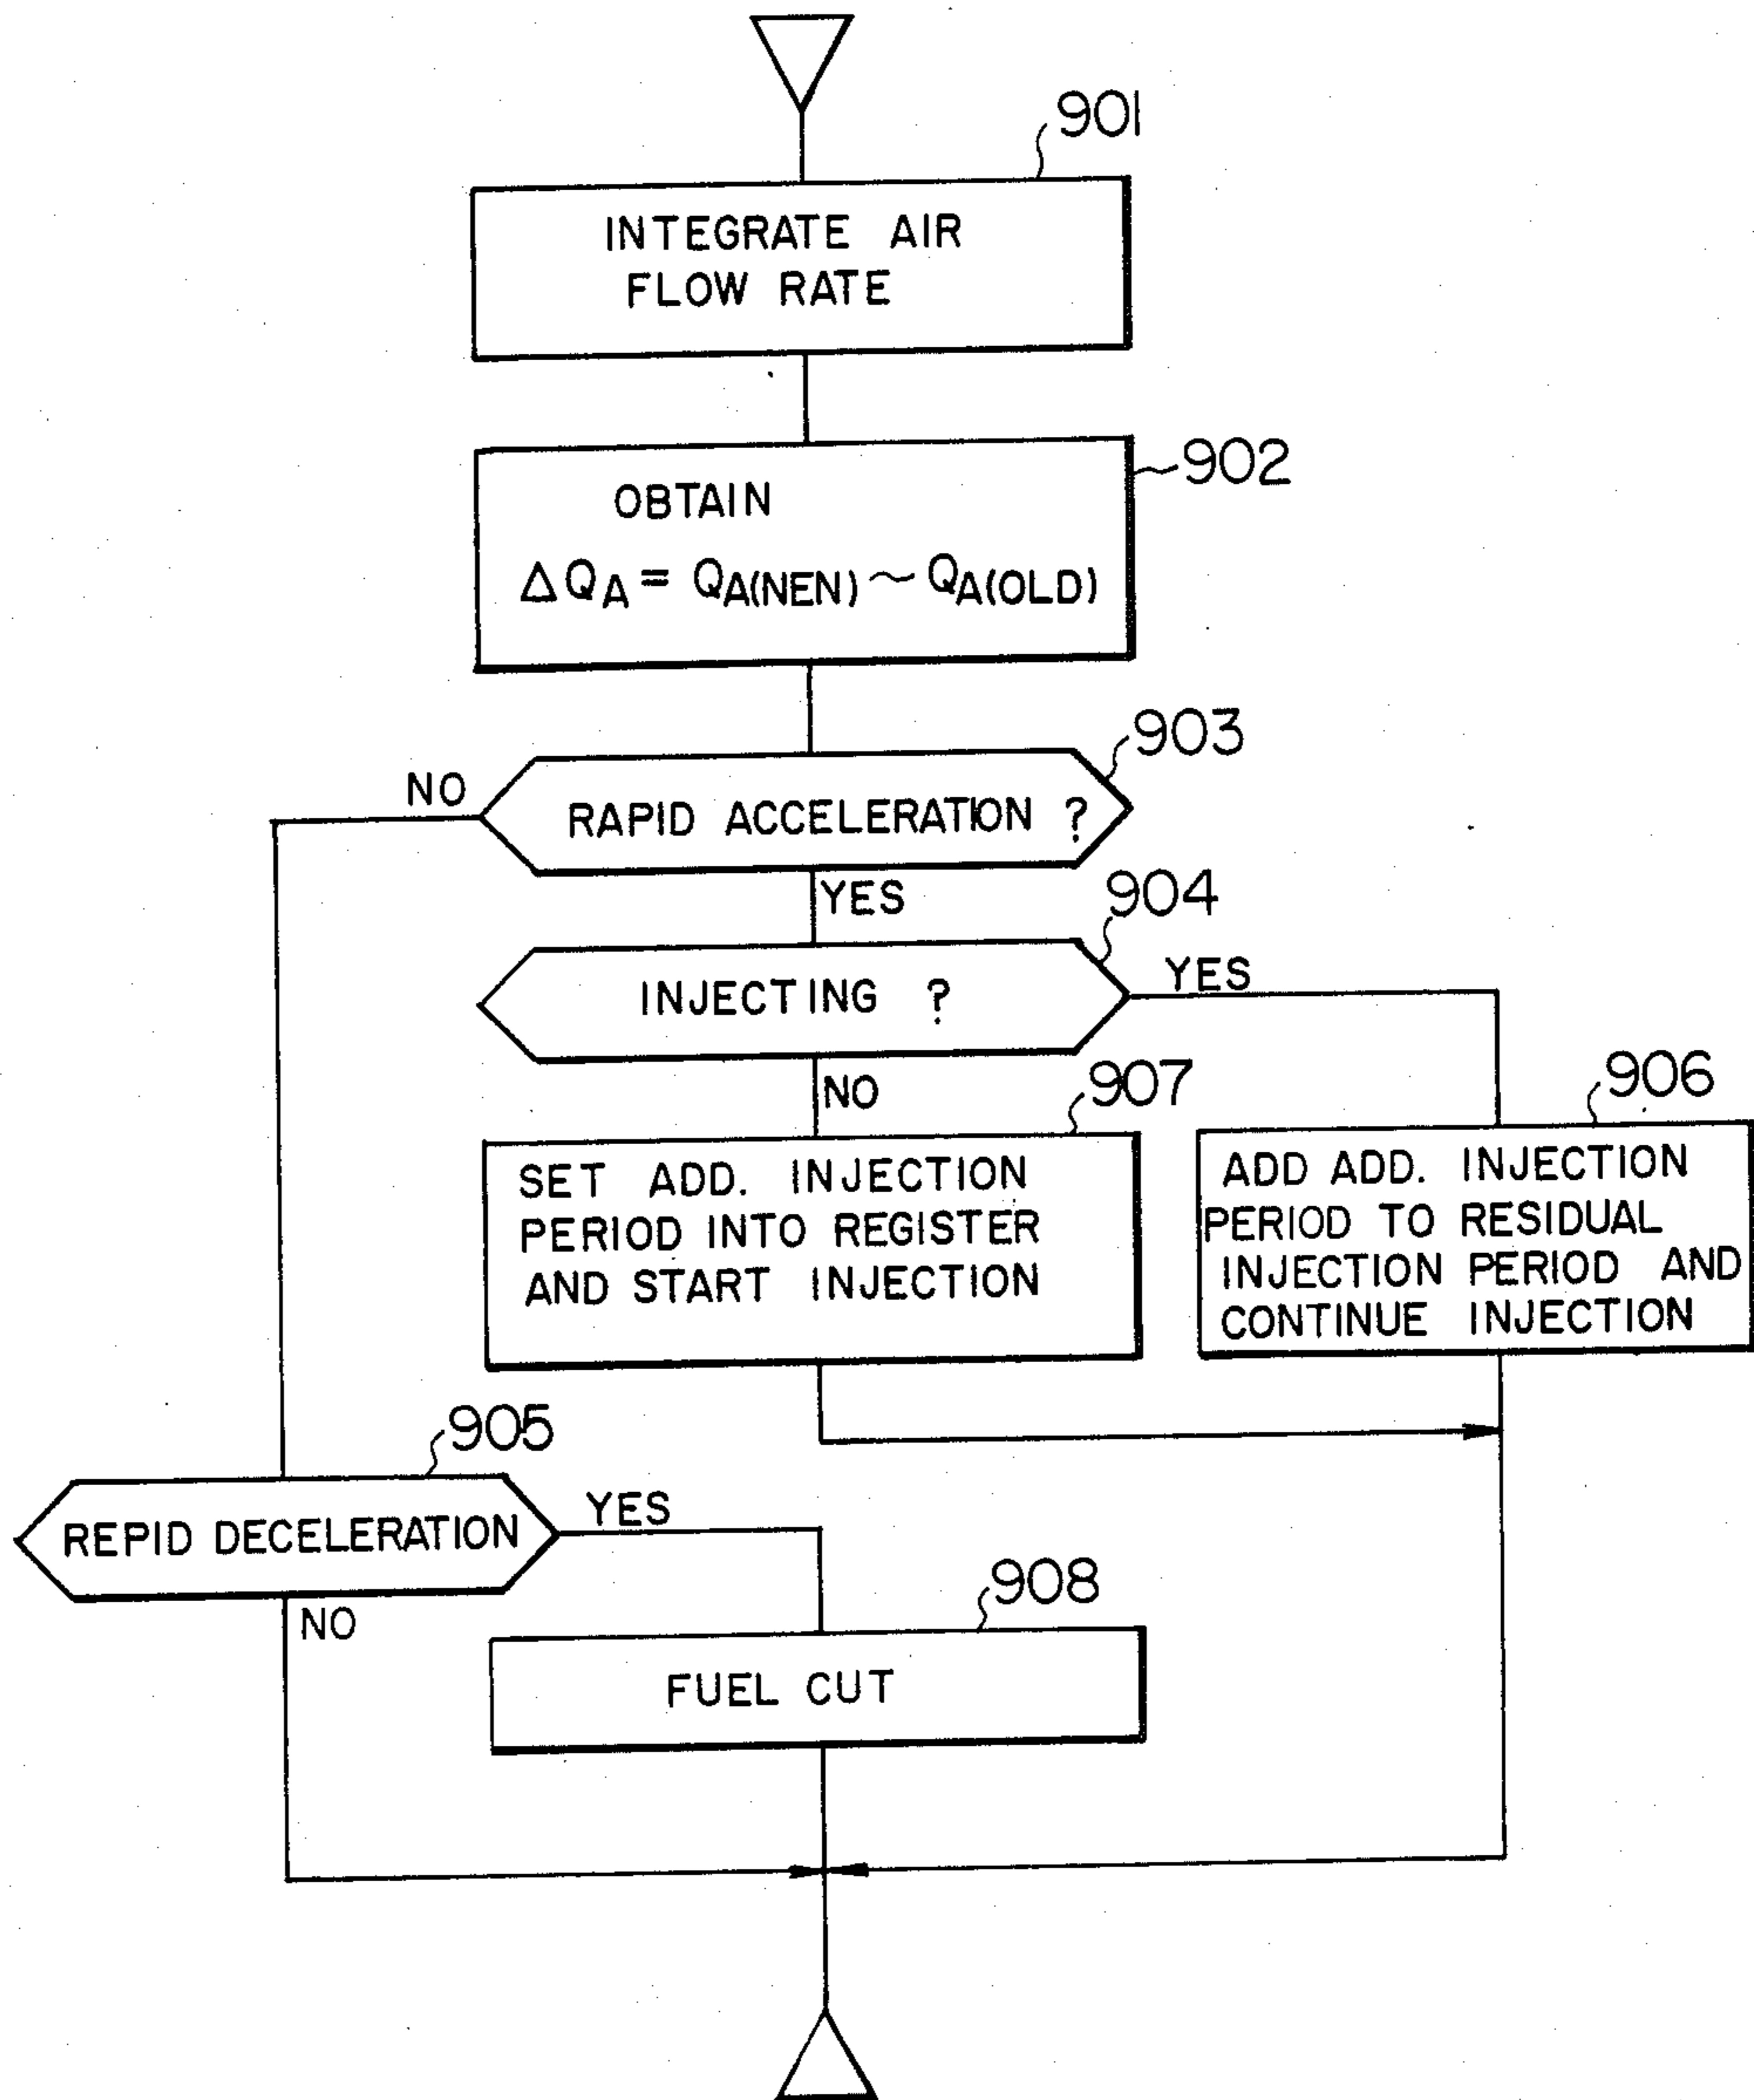 901
INTEGRATE AIR
FLOW RATE
902
OBTAIN
ΔQA = QA(NEN) ~ QA(OLD)
903
NO
RAPID ACCELERATION ?
YES
904
INJECTING ?
YES
NO
907
SET ADD. INJECTION
PERIOD INTO REGISTER
AND START INJECTION
906
ADD ADD. INJECTION
PERIOD TO RESIDUAL
INJECTION PERIOD AND
CONTINUE INJECTION
905
REPID DECELERATION
YES
NO
908
FUEL CUT